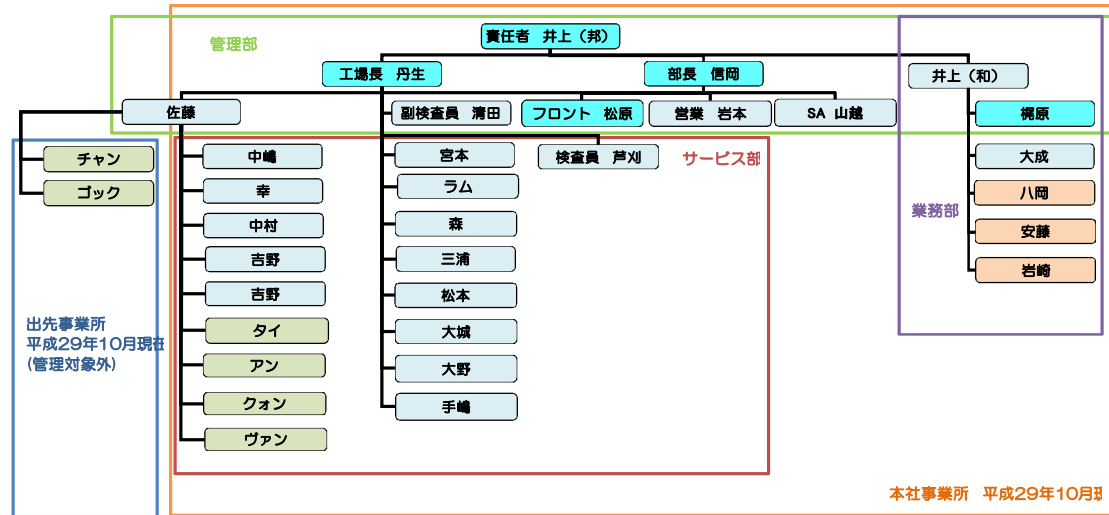 責任者 井上（邦）
管理部
工場長 丹生
部長 信岡
井上（和）
佐藤
副検査員 清田
フロント 松原
営業 岩本
SA 山越
梶原
チャン
ゴック
中嶋
幸
中村
吉野
吉野
タイ
アン
クォン
ヴァン
宮本
ラム
森
三浦
松本
大城
大野
手嶋
検査員 芦刈
サービス部
大成
八岡
安藤
岩崎
業務部
出先事業所
平成29年10月現在
(管理対象外)
本社事業所 平成29年10月現